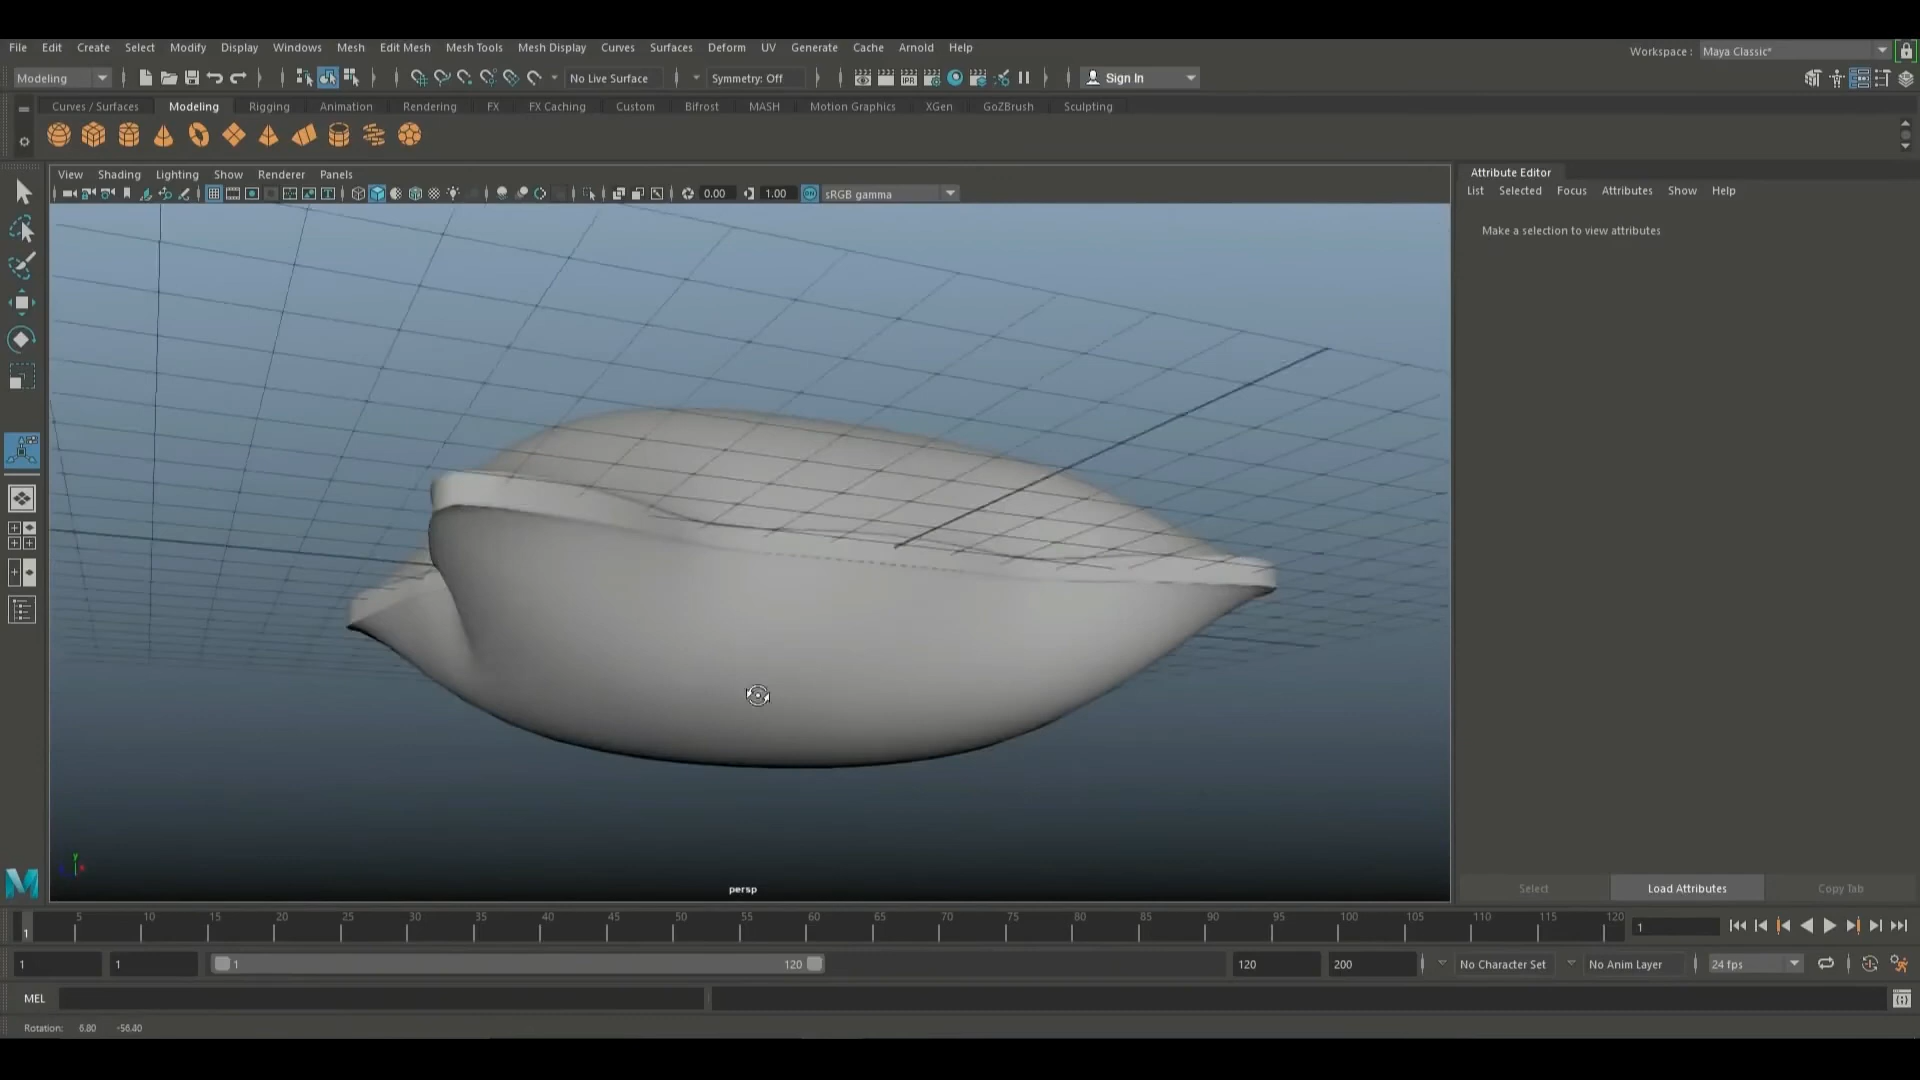 File Edit Create Select Modify Display Windows Mesh Edit Mesh Mesh Tools Mesh Display Curves Surfaces Deform UV Generate Cache Arnold Help
Workspace : Maya Classic*
Modeling No Live Surface Symmetry: Off Sign In
Curves / Surfaces Modeling Rigging Animation Rendering FX FX Caching Custom Bifrost MASH Motion Graphics XGen GoZBrush Sculpting
View Shading Lighting Show Renderer Panels
0.00 1.00 sRGB gamma
Attribute Editor
List Selected Focus Attributes Show Help
Make a selection to view attributes
persp
Select Load Attributes Copy Tab
5 10 15 20 25 30 35 40 45 50 55 60 65 70 75 80 85 90 95 100 105 110 115 120
1 1
1 1 1 120 120 200 No Character Set No Anim Layer 24 fps
MEL
Rotation: 6.80 -56.40